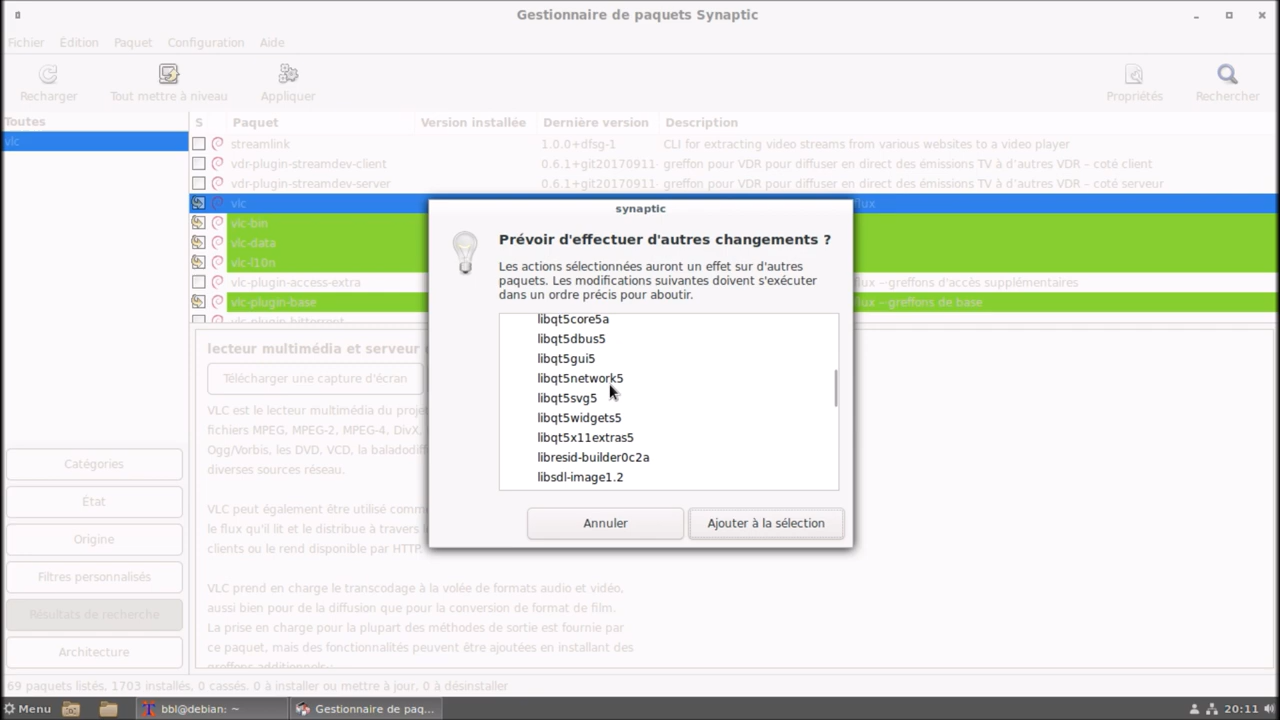 Gestionnaire de paquets Synaptic
Fichier Édition Paquet Configuration Aide
Recharger Tout mettre à niveau Appliquer Propriétés Rechercher
Toutes
vlc
S Paquet Version installée Dernière version Description
streamlink 1.0.0+dfsg-1 CLI for extracting video streams from various websites to a video player
vdr-plugin-streamdev-client 0.6.1+git20170911- greffon pour VDR pour diffuser en direct des émissions TV à d’autres VDR – coté client
vdr-plugin-streamdev-server 0.6.1+git20170911- greffon pour VDR pour diffuser en direct des émissions TV à d’autres VDR – coté serveur
vlc flux
vlc-bin
vlc-data
vlc-l10n
vlc-plugin-access-extra flux – greffons d'accès supplémentaires
vlc-plugin-base flux – greffons de base
vlc-plugin-bittorrent
synaptic
Prévoir d'effectuer d'autres changements ?
Les actions sélectionnées auront un effet sur d'autres
paquets. Les modifications suivantes doivent s'exécuter
dans un ordre précis pour aboutir.
libqt5core5a
libqt5dbus5
libqt5gui5
libqt5network5
libqt5svg5
libqt5widgets5
libqt5x11extras5
libresid-builder0c2a
libsdl-image1.2
Annuler Ajouter à la sélection
lecteur multimédia et serveur
Télécharger une capture d'écran
VLC est le lecteur multimédia du
fichiers MPEG, MPEG-2, MPEG-4, DivX,
Ogg/Vorbis, les DVD, VCD, la
diverses sources réseau.
VLC peut également être utilisé
le flux qu'il lit et le distribue à travers
clients ou le rend disponible par HTTP.
VLC prend en charge le transcodage à la volée de formats audio et vidéo,
aussi bien pour de la diffusion que pour la conversion de format de film.
La prise en charge pour la plupart des méthodes de sortie est fournie par
ce paquet, mais des fonctionnalités peuvent être ajoutées en installant des
greffons additionnels :
Catégories
État
Origine
Filtres personnalisés
Résultats de recherche
Architecture
69 paquets listés, 1703 installés, 0 cassés. 0 à installer ou mettre à jour, 0 à désinstaller
Menu bbl@debian: ~ Gestionnaire de paq... 20:11